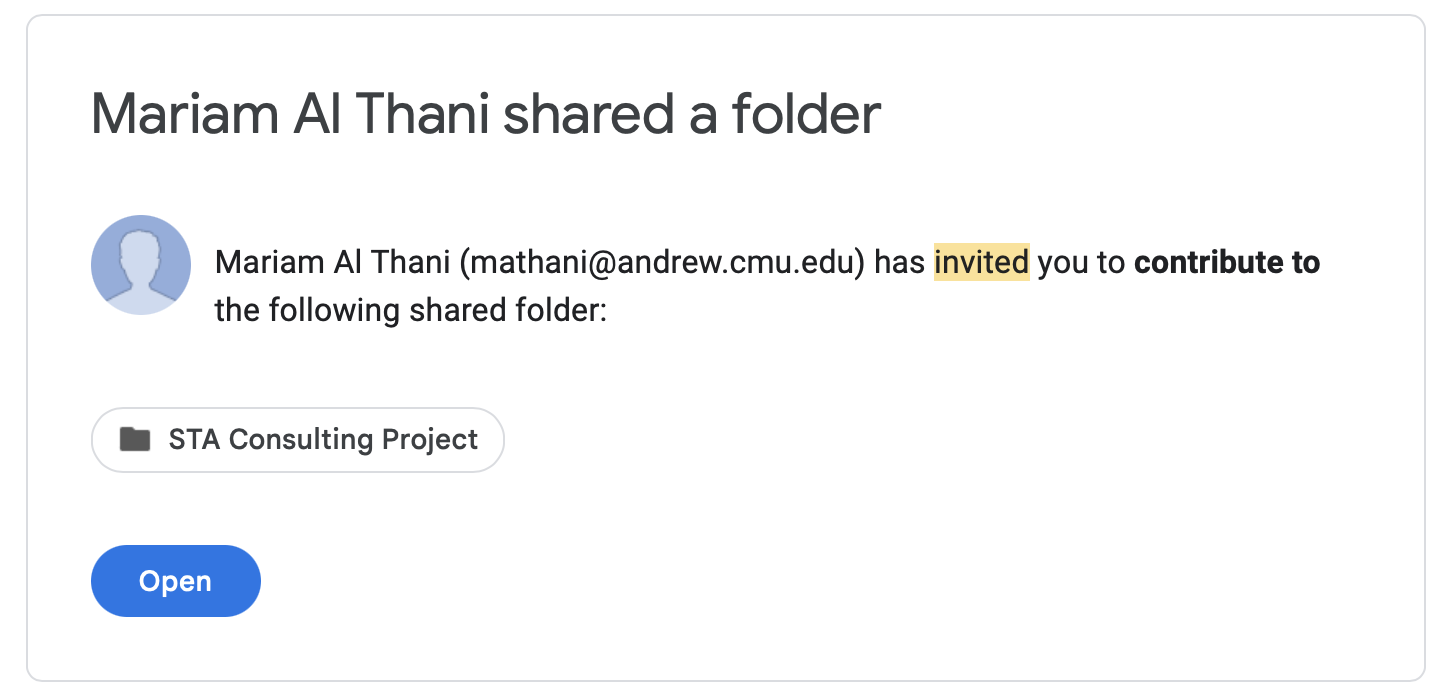 Mariam Al Thani shared a folder
Mariam Al Thani (mathani@andrew.cmu.edu) has invited you to contribute to
the following shared folder:
STA Consulting Project
Open